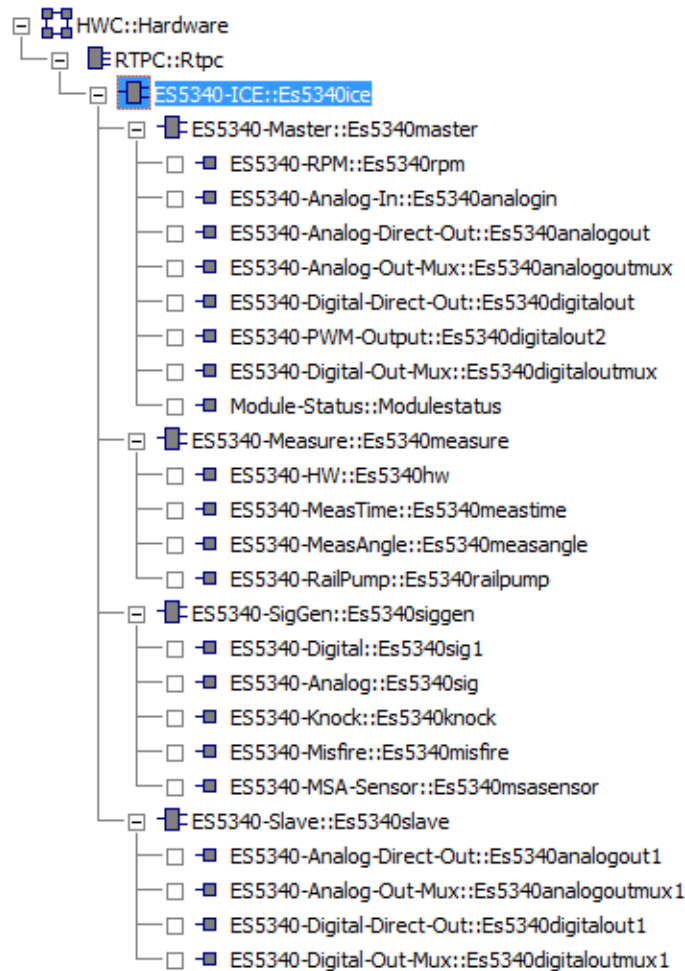 HWC::Hardware
RTPC::Rtpc
ES5340-ICE::Es5340ice
ES5340-Master::Es5340master
ES5340-RPM::Es5340rpm
ES5340-Analog-In::Es5340analogin
ES5340-Analog-Direct-Out::Es5340analogout
ES5340-Analog-Out-Mux::Es5340analogoutmux
ES5340-Digital-Direct-Out::Es5340digitalout
ES5340-PWM-Output::Es5340digitalout2
ES5340-Digital-Out-Mux::Es5340digitaloutmux
Module-Status::Modulestatus
ES5340-Measure::Es5340measure
ES5340-HW::Es5340hw
ES5340-MeasTime::Es5340meastime
ES5340-MeasAngle::Es5340measangle
ES5340-RailPump::Es5340railpump
ES5340-SigGen::Es5340siggen
ES5340-Digital::Es5340sig1
ES5340-Analog::Es5340sig
ES5340-Knock::Es5340knock
ES5340-Misfire::Es5340misfire
ES5340-MSA-Sensor::Es5340msasensor
ES5340-Slave::Es5340slave
ES5340-Analog-Direct-Out::Es5340analogout1
ES5340-Analog-Out-Mux::Es5340analogoutmux1
ES5340-Digital-Direct-Out::Es5340digitalout1
ES5340-Digital-Out-Mux::Es5340digitaloutmux1